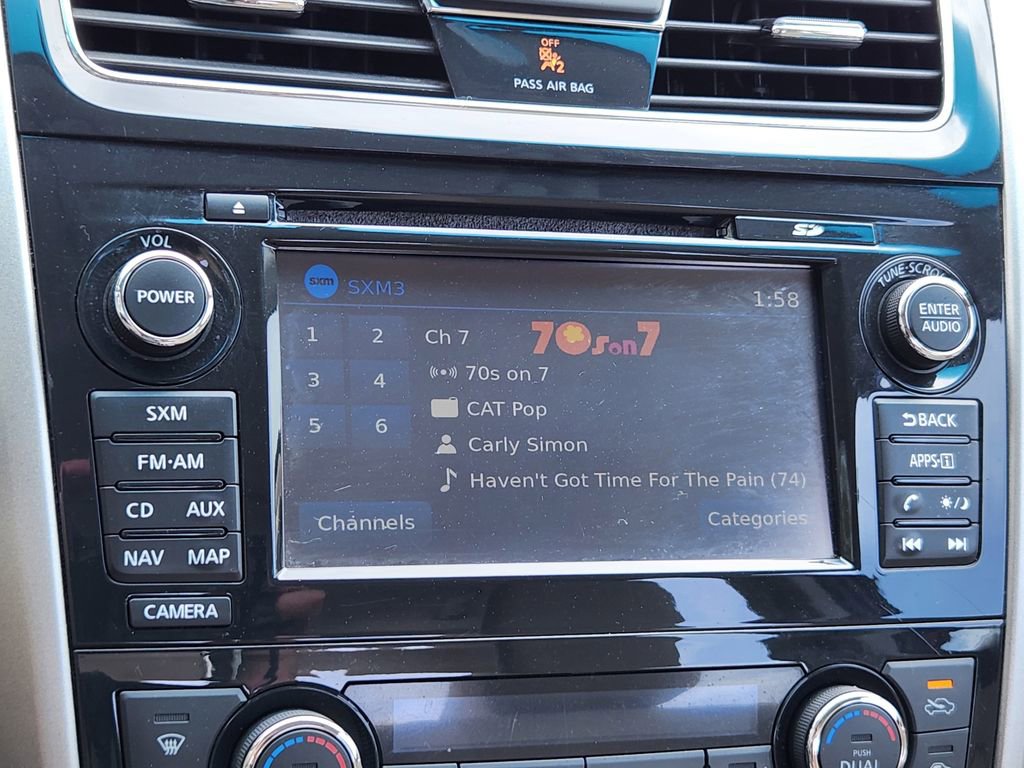 OFF
2
PASS AIR BAG
VOL
POWER
SD
TUNE·SCROLL
ENTER
AUDIO
sxm SXM3
1:58
1 2
3 4
5 6
Ch 7
70s on 7
70s on 7
CAT Pop
Carly Simon
Haven't Got Time For The Pain (74)
Channels
Categories
SXM
FM·AM
CD AUX
NAV MAP
CAMERA
BACK
APPS·i
PUSH
DUAL